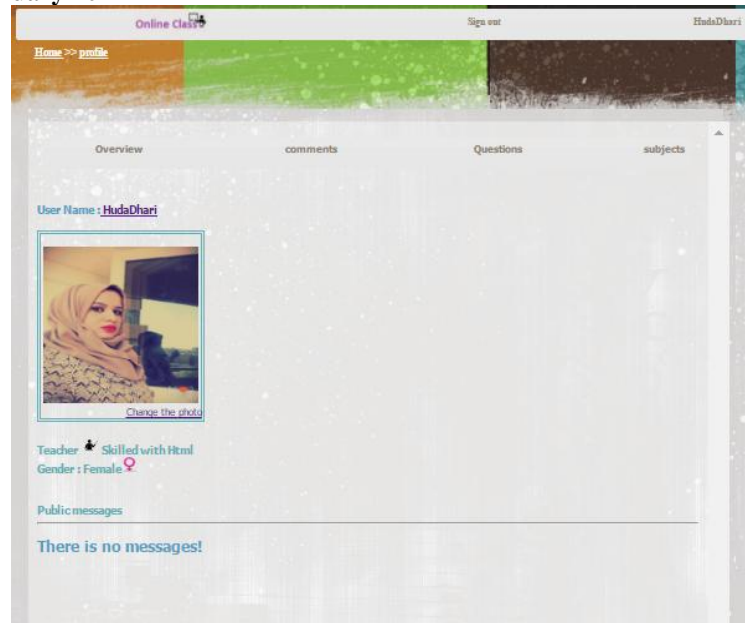 Online Class
Sign out
HudaDhari
Home >> profile
Overview
comments
Questions
subjects
User Name : HudaDhari
Change the photo
Teacher Skilled with Html
Gender : Female
Public messages
There is no messages!